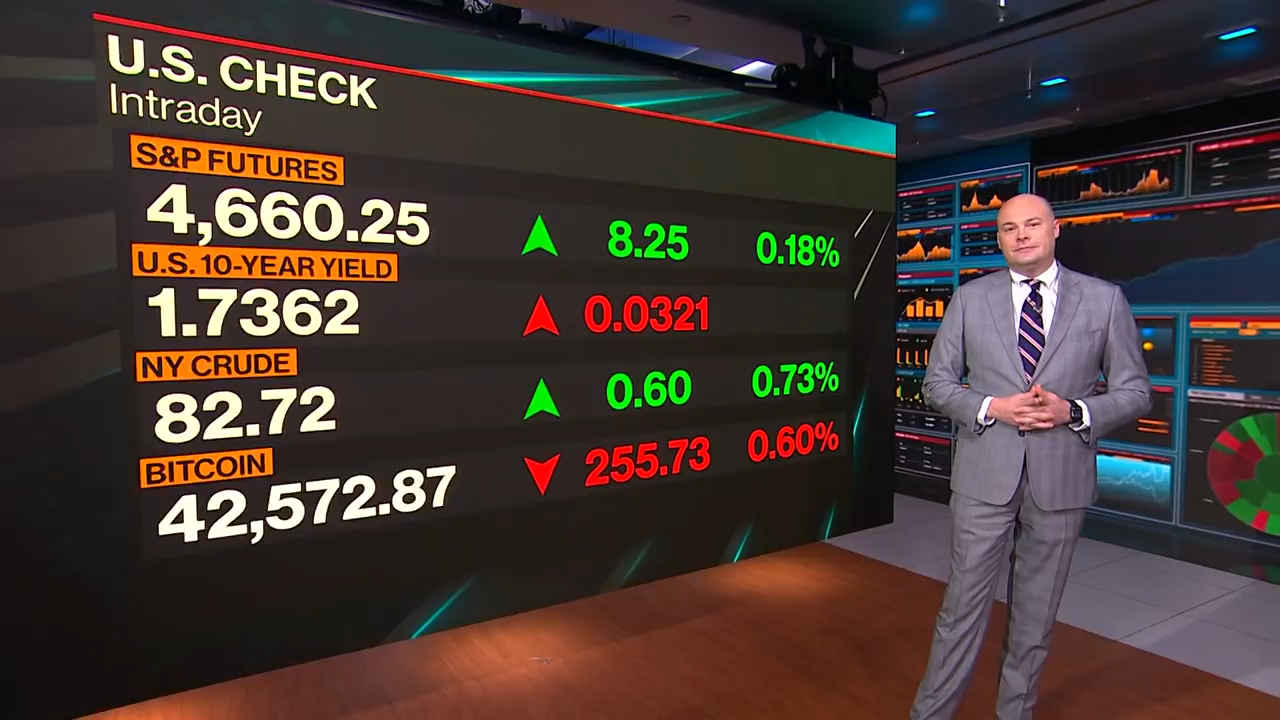 U.S. CHECK
Intraday
S&P FUTURES
4,660.25 8.25 0.18%
U.S. 10-YEAR YIELD
1.7362 0.0321
NY CRUDE
82.72 0.60 0.73%
BITCOIN
42,572.87 255.73 0.60%